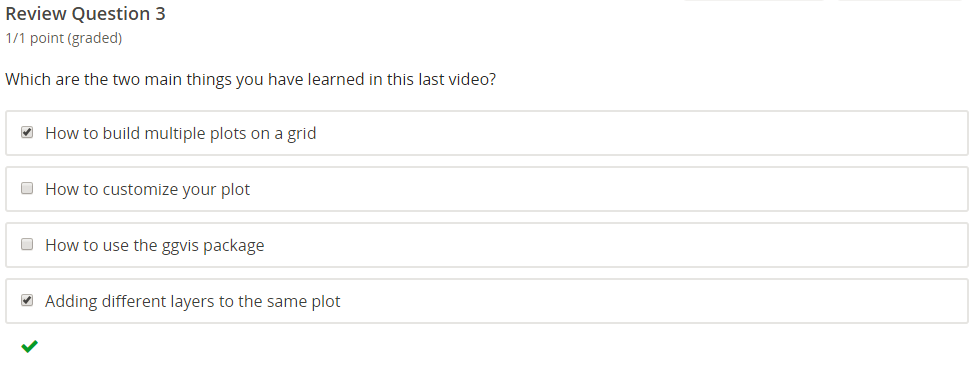 Review Question 3
1/1 point (graded)
Which are the two main things you have learned in this last video?
How to build multiple plots on a grid
How to customize your plot
How to use the ggvis package
Adding different layers to the same plot